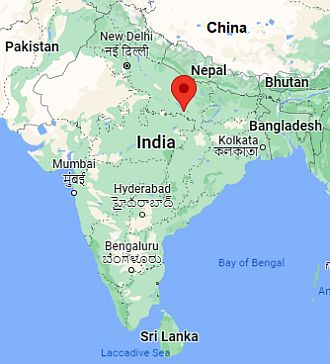 China
Pakistan
New Delhi
नई दिल्ली
Nepal
Bhutan
Bangladesh
India
Kolkata
কলকাতা
Mumbai
मुंबई
Hyderabad
హైదరాబాద్
Bengaluru
ಬೆಂಗಳೂರು
Bay of Bengal
Sri Lanka
Laccadive Sea